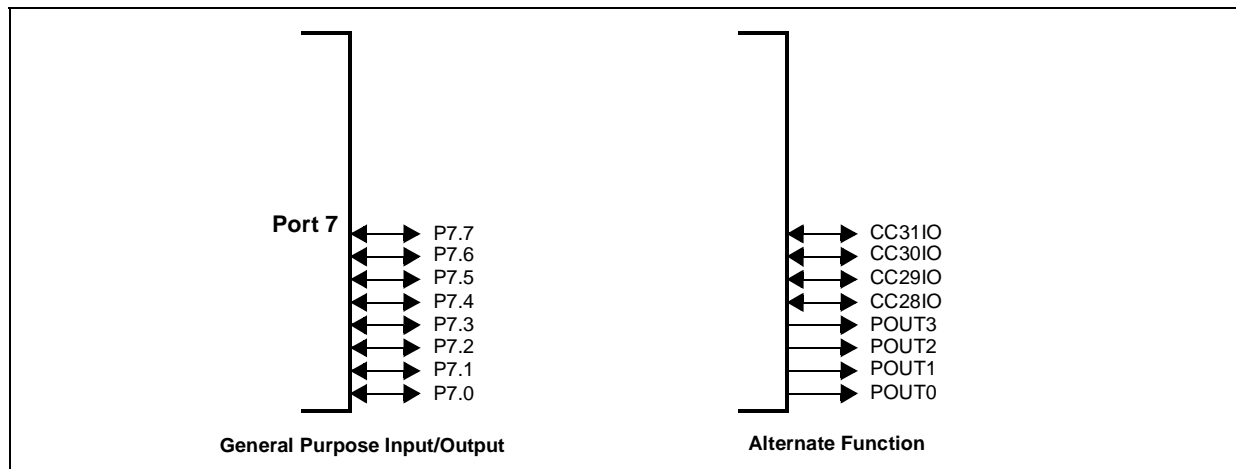 Port 7
P7.7
P7.6
P7.5
P7.4
P7.3
P7.2
P7.1
P7.0
General Purpose Input/Output
CC31IO
CC30IO
CC29IO
CC28IO
POUT3
POUT2
POUT1
POUT0
Alternate Function